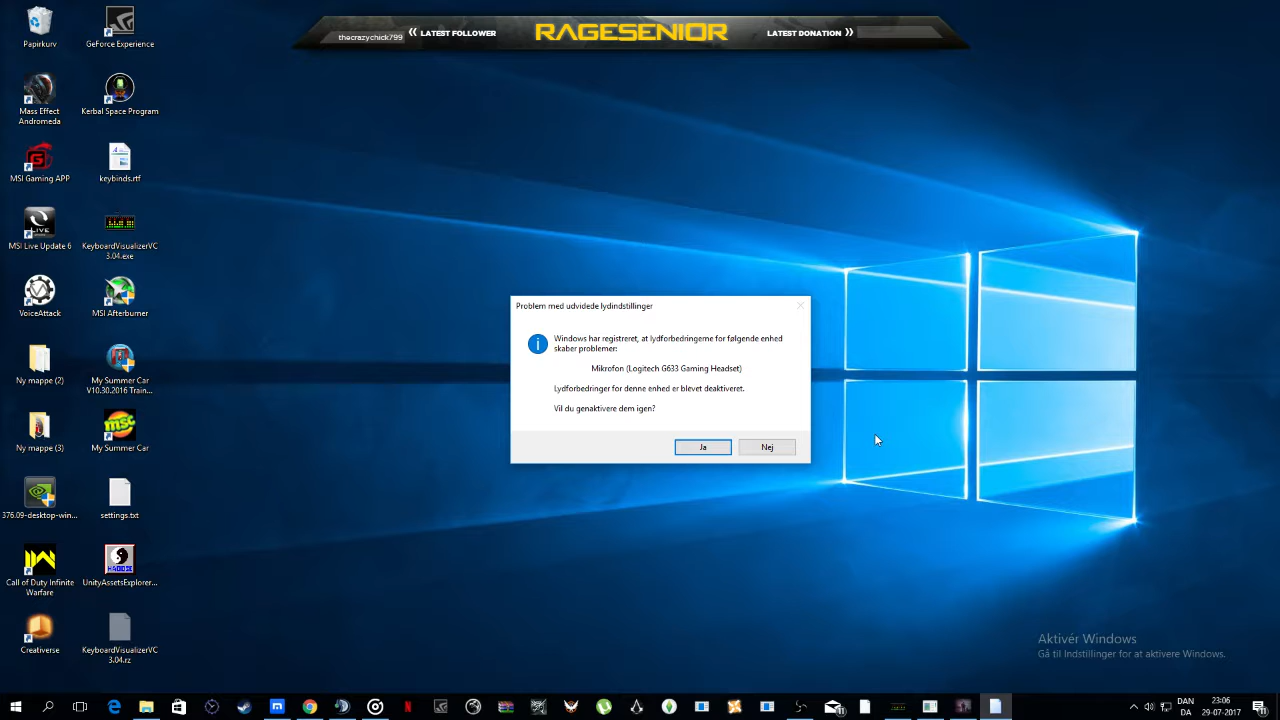 thecrazychick799
LATEST FOLLOWER
RAGESENIOR
LATEST DONATION
Papirkurv
GeForce Experience
Mass Effect
Andromeda
Kerbal Space Program
MSI Gaming APP
keybinds.rtf
MSI Live Update 6
KeyboardVisualizerVC
3.04.exe
VoiceAttack
MSI Afterburner
Ny mappe (2)
My Summer Car
V10.30.2016 Train...
Ny mappe (3)
My Summer Car
376.09-desktop-win...
settings.txt
Call of Duty Infinite
Warfare
UnityAssetsExplorer...
Creativerse
KeyboardVisualizerVC
3.04.rz
Problem med udvidede lydindstillinger
Windows har registreret, at lydforbedringerne for følgende enhed
skaber problemer:
Mikrofon (Logitech G633 Gaming Headset)
Lydforbedringer for denne enhed er blevet deaktiveret.
Vil du genaktivere dem igen?
Ja
Nej
Aktivér Windows
Gå til Indstillinger for at aktivere Windows.
DAN
DA
23:06
29-07-2017